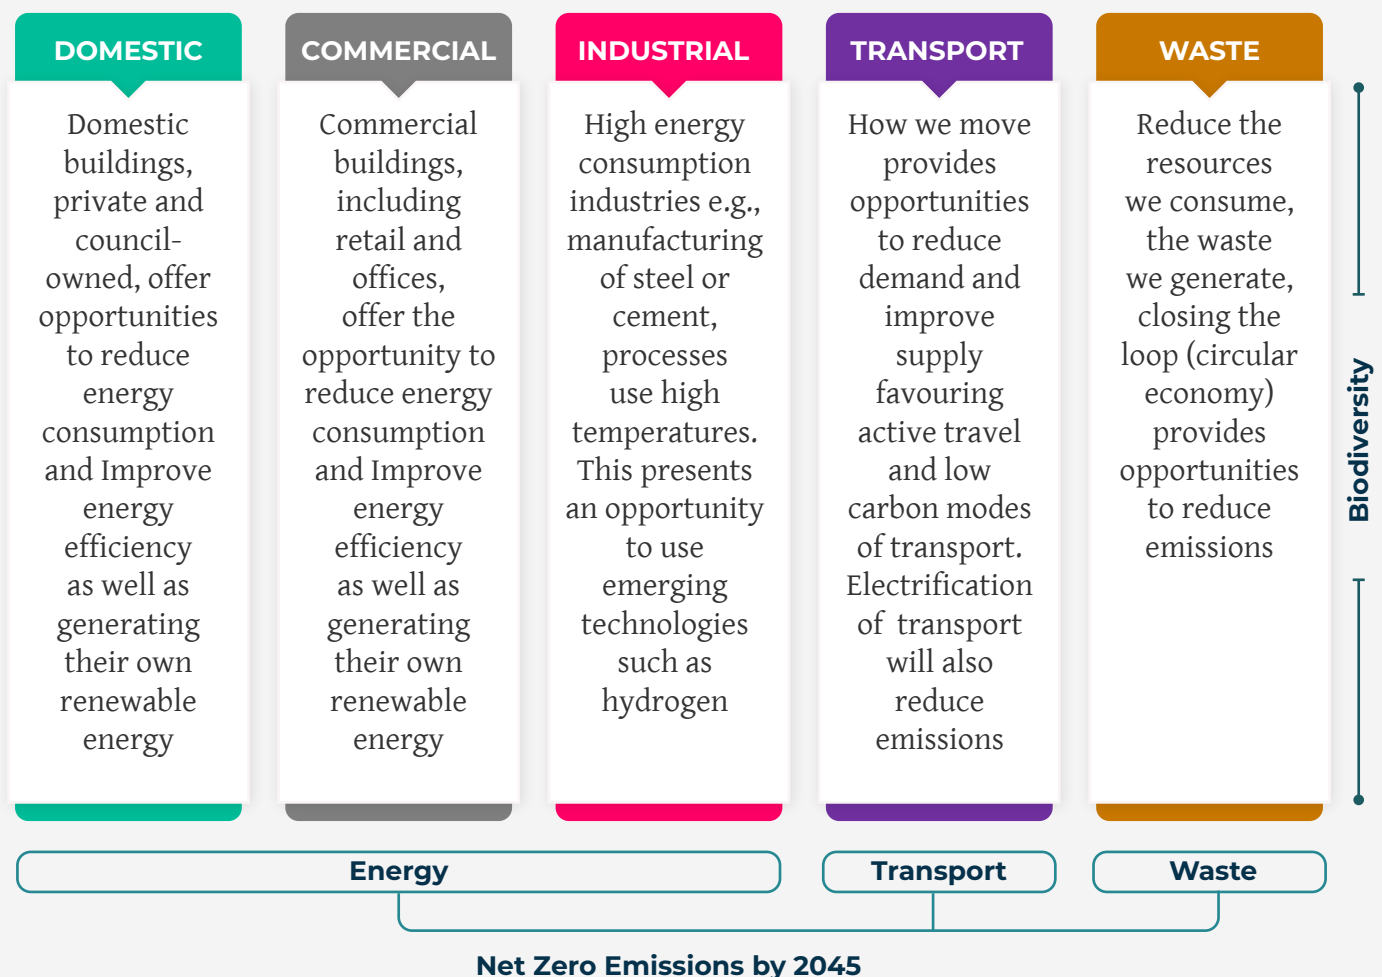 DOMESTIC
Domestic
buildings,
private and
council-
owned, offer
opportunities
to reduce
energy
consumption
and Improve
energy
efficiency
as well as
generating
their own
renewable
energy
COMMERCIAL
Commercial
buildings,
including
retail and
offices,
offer the
opportunity to
reduce energy
consumption
and Improve
energy
efficiency
as well as
generating
their own
renewable
energy
INDUSTRIAL
High energy
consumption
industries e.g.,
manufacturing
of steel or
cement,
processes
use high
temperatures.
This presents
an opportunity
to use
emerging
technologies
such as
hydrogen
TRANSPORT
How we move
provides
opportunities
to reduce
demand and
improve
supply
favouring
active travel
and low
carbon modes
of transport.
Electrification
of transport
will also
reduce
emissions
WASTE
Reduce the
resources
we consume,
the waste
we generate,
closing the
loop (circular
economy)
provides
opportunities
to reduce
emissions
Biodiversity
Energy
Transport
Waste
Net Zero Emissions by 2045